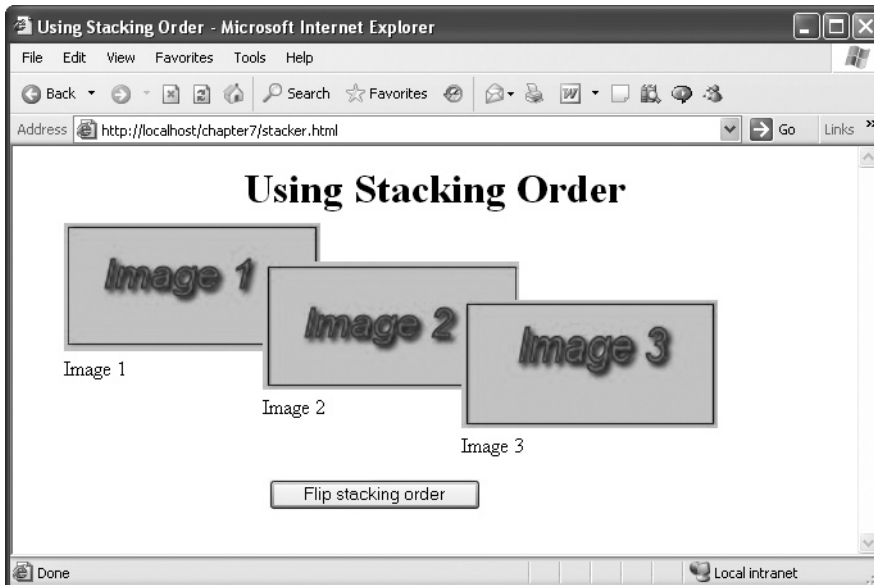 Using Stacking Order - Microsoft Internet Explorer
File Edit View Favorites Tools Help
Back Search Favorites
Address http://localhost/chapter7/stacker.html Go Links »
Using Stacking Order
Image 1
Image 2
Image 3
Image 1
Image 2
Image 3
Flip stacking order
Done Local intranet